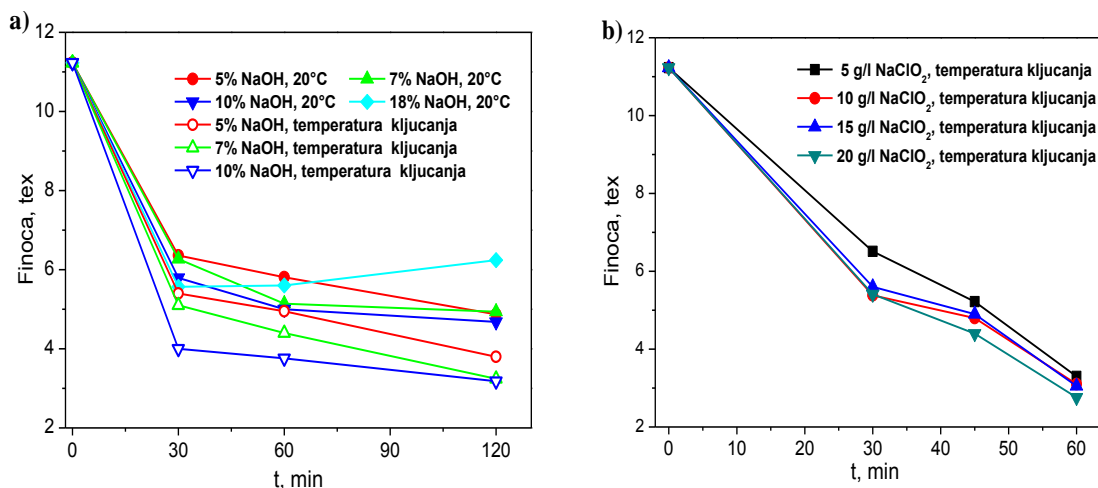 a)
12
10
8
6
4
2
Finoca, tex
5% NaOH, 20°C
7% NaOH, 20°C
10% NaOH, 20°C
18% NaOH, 20°C
5% NaOH, temperatura kljucanja
7% NaOH, temperatura kljucanja
10% NaOH, temperatura kljucanja
0 30 60 90 120
t, min
b)
12
10
8
6
4
2
Finoca, tex
5 g/l NaClO₂, temperatura kljucanja
10 g/l NaClO₂, temperatura kljucanja
15 g/l NaClO₂, temperatura kljucanja
20 g/l NaClO₂, temperatura kljucanja
0 10 20 30 40 50 60
t, min